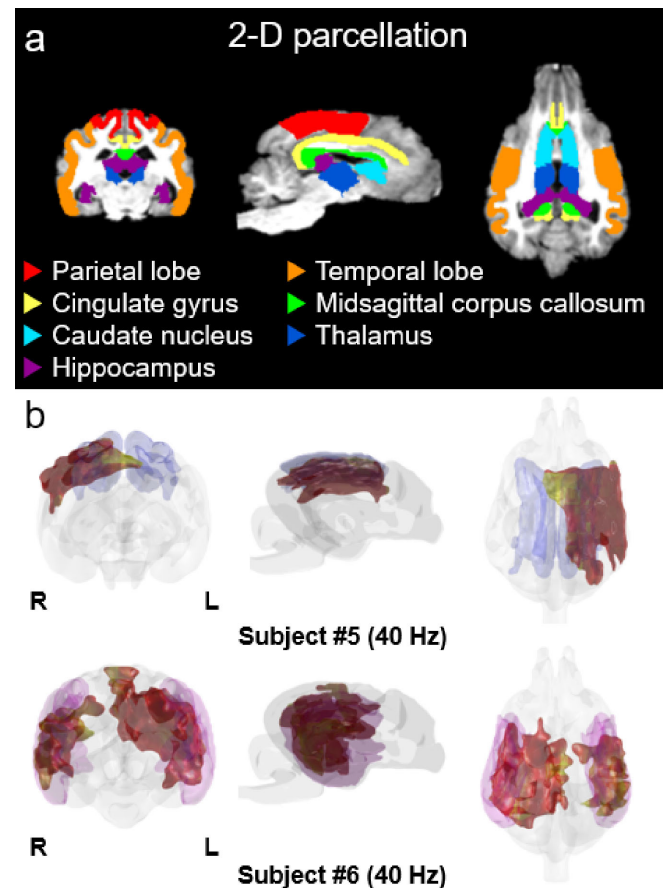 a
2-D parcellation
Parietal lobe
Temporal lobe
Cingulate gyrus
Midsagittal corpus callosum
Caudate nucleus
Thalamus
Hippocampus
b
R L
Subject #5 (40 Hz)
R L
Subject #6 (40 Hz)